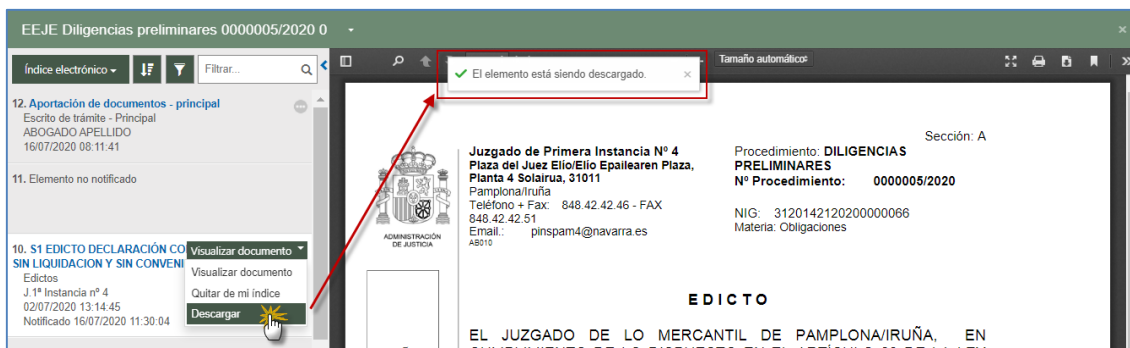 EEJE Diligencias preliminares 0000005/2020 0
Índice electrónico
Filtrar...
12. Aportación de documentos - principal
Escrito de trámite - Principal
ABOGADO APELLIDO
16/07/2020 08:11:41
11. Elemento no notificado
10. S1 EDICTO DECLARACIÓN CO
SIN LIQUIDACION Y SIN CONVENI
Edictos
J.1ª Instancia nº 4
02/07/2020 13:14:45
Notificado 16/07/2020 11:30:04
Visualizar documento
Visualizar documento
Quitar de mi índice
Descargar
El elemento está siendo descargado.
Tamaño automático
Sección: A
ADMINISTRACIÓN
DE JUSTICIA
Juzgado de Primera Instancia Nº 4
Plaza del Juez Elío/Elío Epailearen Plaza,
Planta 4 Solairua, 31011
Pamplona/Iruña
Teléfono + Fax: 848.42.42.46 - FAX
848.42.42.51
Email.: pinspam4@navarra.es
AB010
Procedimiento: DILIGENCIAS
PRELIMINARES
Nº Procedimiento: 0000005/2020
NIG: 3120142120200000066
Materia: Obligaciones
EDICTO
EL JUZGADO DE LO MERCANTIL DE PAMPLONA/IRUÑA, EN